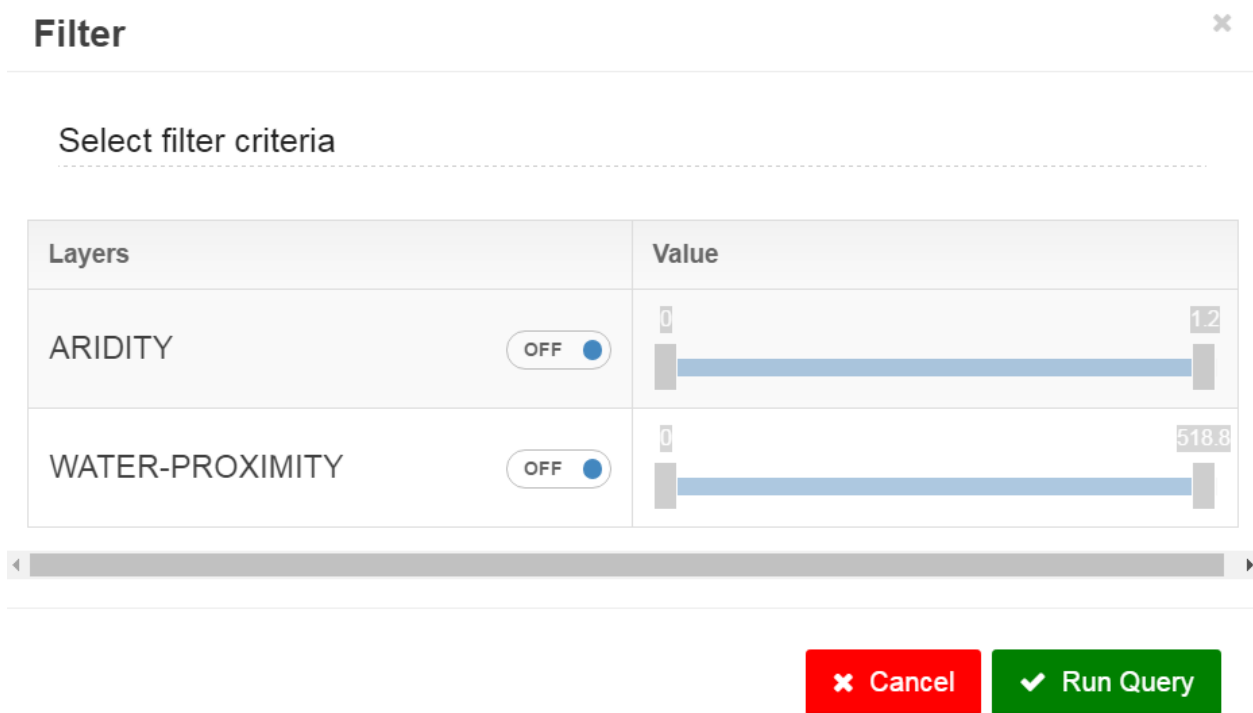 Filter
Select filter criteria
Layers Value
ARIDITY OFF 0 1.2
WATER-PROXIMITY OFF 0 518.8
Cancel Run Query